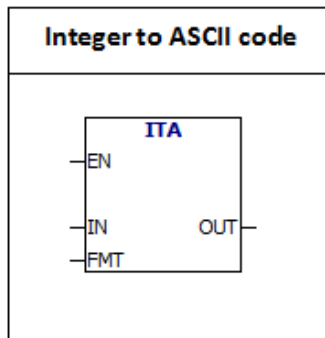 Integer to ASCII code
ITA
EN
IN OUT
FMT